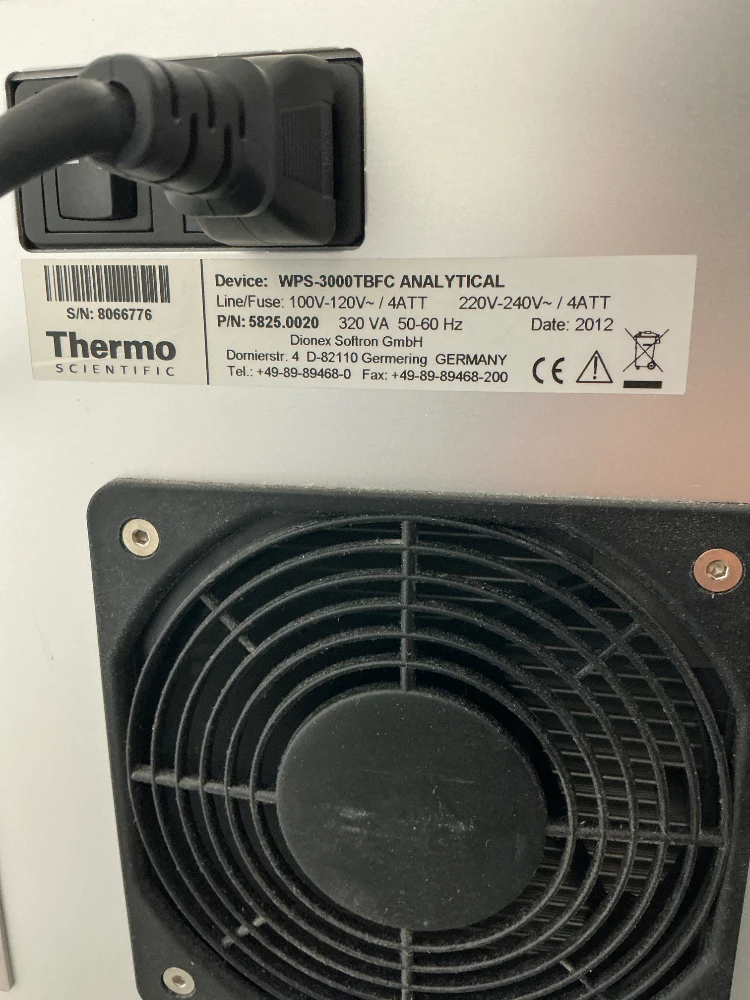 S/N: 8066776
Thermo
SCIENTIFIC
Device: WPS-3000TBFC ANALYTICAL
Line/Fuse: 100V-120V~ / 4ATT 220V-240V~ / 4ATT
P/N: 5825.0020 320 VA 50-60 Hz Date: 2012
Dionex Softron GmbH
Dornierstr. 4 D-82110 Germering GERMANY
Tel.: +49-89-89468-0 Fax: +49-89-89468-200
CE